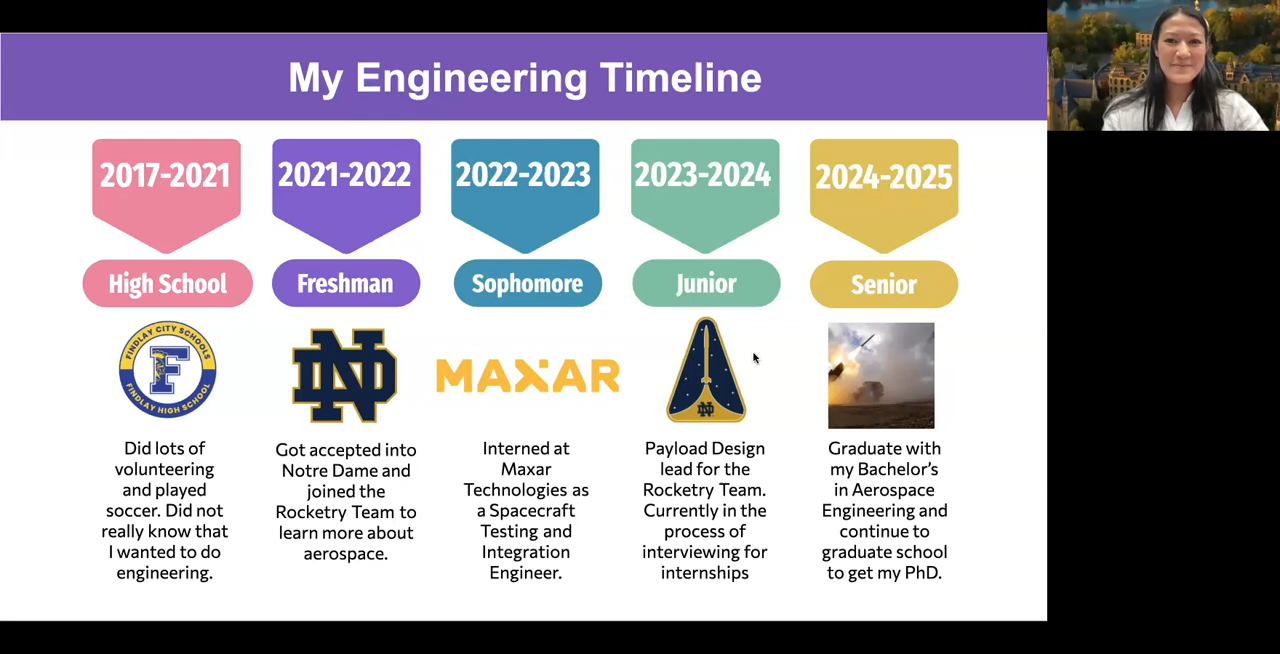 My Engineering Timeline
2017-2021
2021-2022
2022-2023
2023-2024
2024-2025
High School
Freshman
Sophomore
Junior
Senior
FINDLAY CITY SCHOOLS
F
FINDLAY HIGH SCHOOL
ND
MAXAR
ND
Did lots of
volunteering
and played
soccer. Did not
really know that
I wanted to do
engineering.
Got accepted into
Notre Dame and
joined the
Rocketry Team to
learn more about
aerospace.
Interned at
Maxar
Technologies as
a Spacecraft
Testing and
Integration
Engineer.
Payload Design
lead for the
Rocketry Team.
Currently in the
process of
interviewing for
internships
Graduate with
my Bachelor's
in Aerospace
Engineering and
continue to
graduate school
to get my PhD.